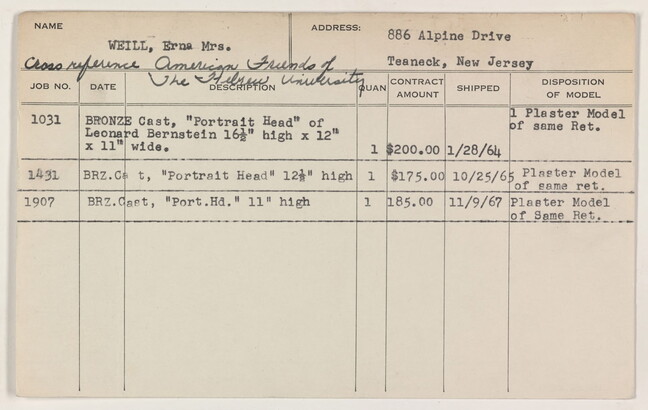 NAME
WEILL, Erna Mrs.
ADDRESS:
886 Alpine Drive
Teaneck, New Jersey
Cross reference American Friends of
The Hebrew University
JOB NO. DATE DESCRIPTION QUAN CONTRACT AMOUNT SHIPPED DISPOSITION OF MODEL
1031 BRONZE Cast, "Portrait Head" of
Leonard Bernstein 16½" high x 12"
x 11" wide. 1 $200.00 1/28/64
1 Plaster Model
of same Ret.
1431 BRZ.Ca t, "Portrait Head" 12½" high 1 $175.00 10/25/65 Plaster Model
of same ret.
1907 BRZ.Cast, "Port.Hd." 11" high 1 185.00 11/9/67 Plaster Model
of Same Ret.